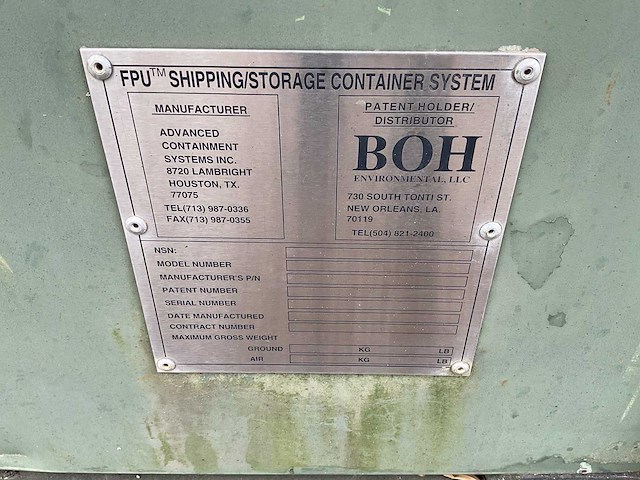 FPU™ SHIPPING/STORAGE CONTAINER SYSTEM
MANUFACTURER
ADVANCED
CONTAINMENT
SYSTEMS INC.
8720 LAMBRIGHT
HOUSTON, TX.
77075
TEL(713) 987-0336
FAX(713) 987-0355
PATENT HOLDER/
DISTRIBUTOR
BOH
ENVIRONMENTAL, LLC
730 SOUTH TONTI ST.
NEW ORLEANS, LA.
70119
TEL(504) 821-2400
NSN:
MODEL NUMBER
MANUFACTURER'S P/N
PATENT NUMBER
SERIAL NUMBER
DATE MANUFACTURED
CONTRACT NUMBER
MAXIMUM GROSS WEIGHT
GROUND KG LB
AIR KG LB